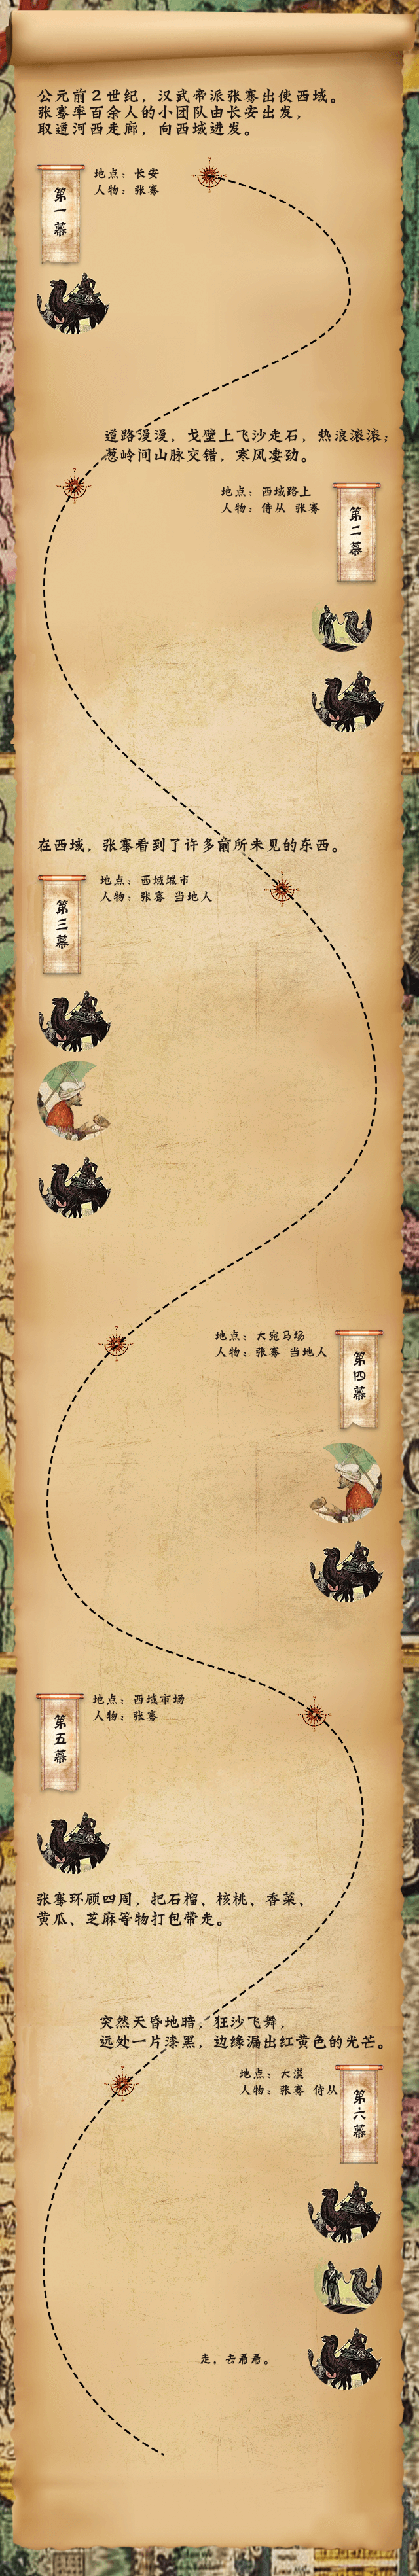 公元前2世纪，汉武帝派张骞出使西域。
张骞率百余人的小团队由长安出发，
取道河西走廊，向西域进发。
第一幕
地点：长安
人物：张骞
道路漫漫，戈壁上飞沙走石，热浪滚滚；
葱岭间山脉交错，寒风凄劲。
地点：西域路上
人物：侍从 张骞
第二幕
在西域，张骞看到了许多前所未见的东西。
第三幕
地点：西域城市
人物：张骞 当地人
地点：大宛马场
人物：张骞 当地人
第四幕
第五幕
地点：西域市场
人物：张骞
张骞环顾四周，把石榴、核桃、香菜、
黄瓜、芝麻等物打包带走。
突然天昏地暗，狂沙飞舞，
远处一片漆黑，边缘漏出红黄色的光芒。
地点：大漠
人物：张骞 侍从
第六幕
走，去看看。